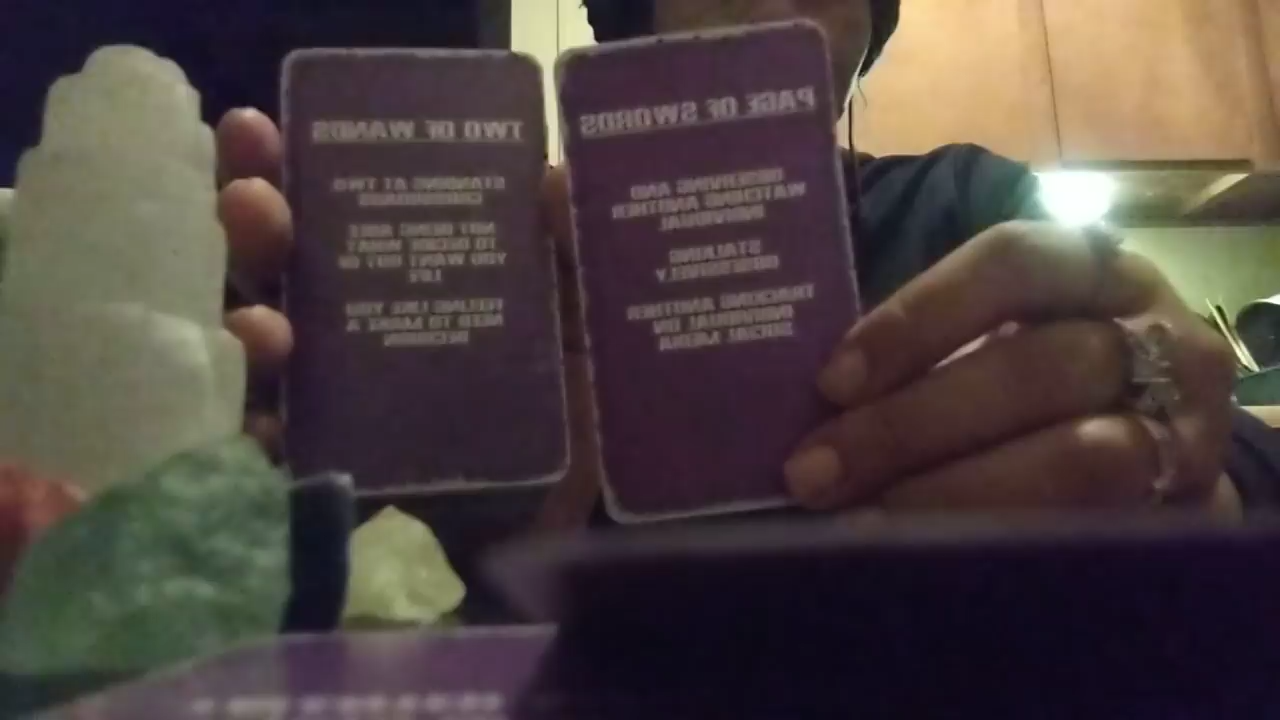 TWO OF WANDS
STANDING AT TWO
CROSSROADS
NOT BEING ABLE
TO DECIDE WHAT
YOU WANT OUT OF
LIFE
FEELING LIKE YOU
NEED TO MAKE A
DECISION
PAGE OF SWORDS
OBSERVING AND
WATCHING ANOTHER
INDIVIDUAL
STALKING
OBSESSIVELY
TRACKING ANOTHER
INDIVIDUAL ON
SOCIAL MEDIA